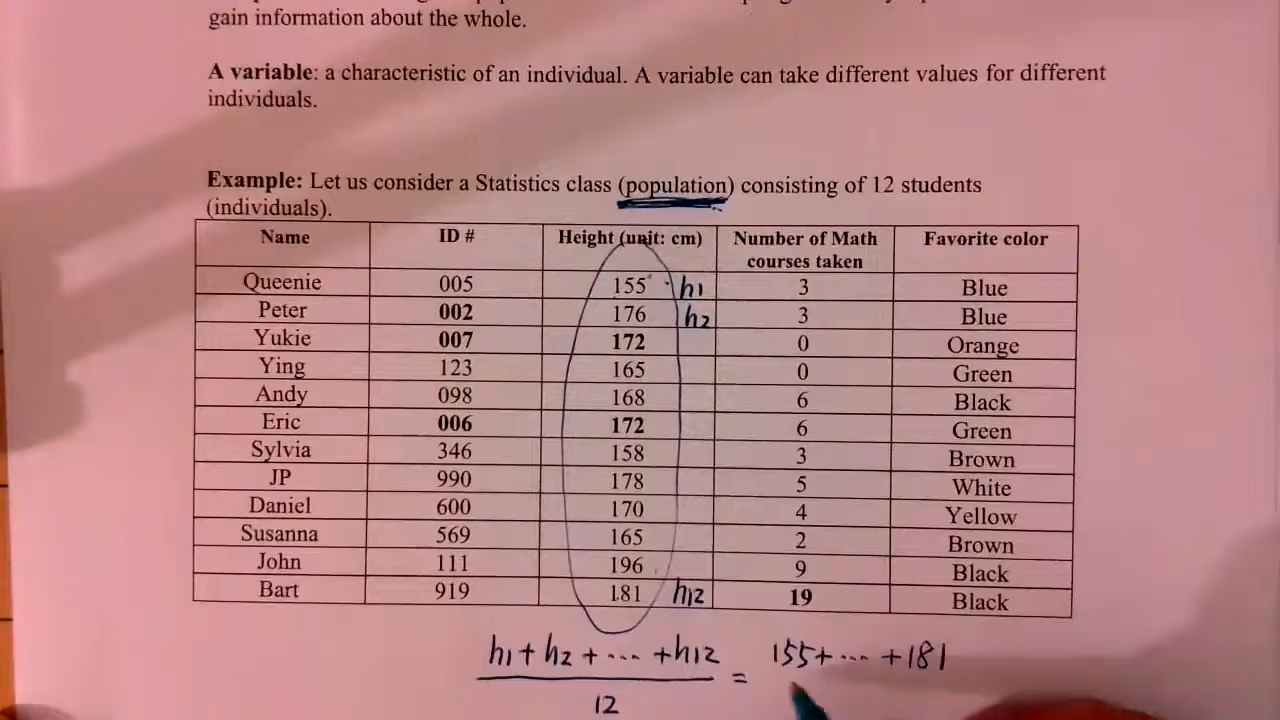 gain information about the whole.
A variable: a characteristic of an individual. A variable can take different values for different
individuals.
Example: Let us consider a Statistics class (population) consisting of 12 students
(individuals).
Name ID # Height (unit: cm) Number of Math courses taken Favorite color
Queenie 005 155 h1 3 Blue
Peter 002 176 h2 3 Blue
Yukie 007 172 0 Orange
Ying 123 165 0 Green
Andy 098 168 6 Black
Eric 006 172 6 Green
Sylvia 346 158 3 Brown
JP 990 178 5 White
Daniel 600 170 4 Yellow
Susanna 569 165 2 Brown
John 111 196 9 Black
Bart 919 181 h12 19 Black
h1 + h2 + ... + h12 = 155 + ... + 181
12